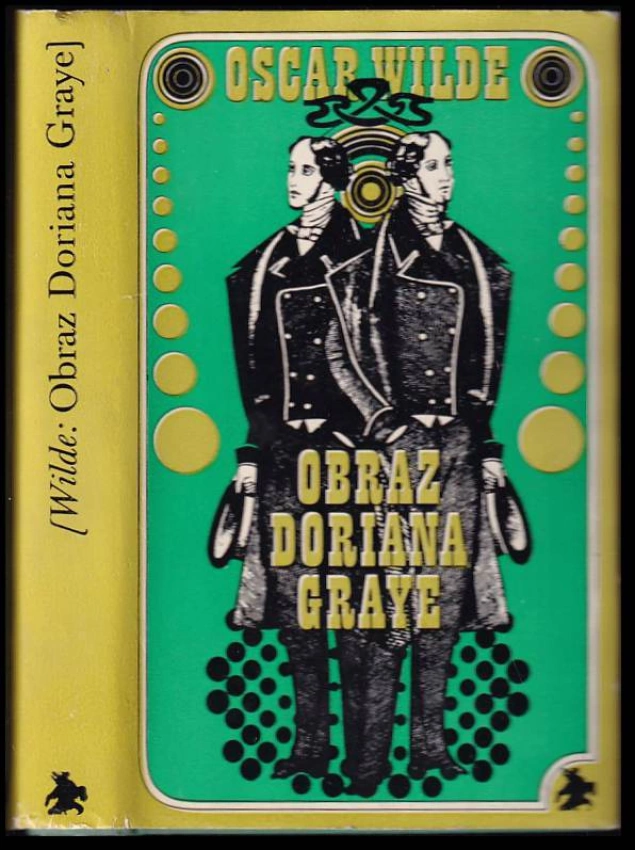 [Wilde: Obraz Doriana Graye]
OSCAR WILDE
OBRAZ
DORIANA
GRAYE